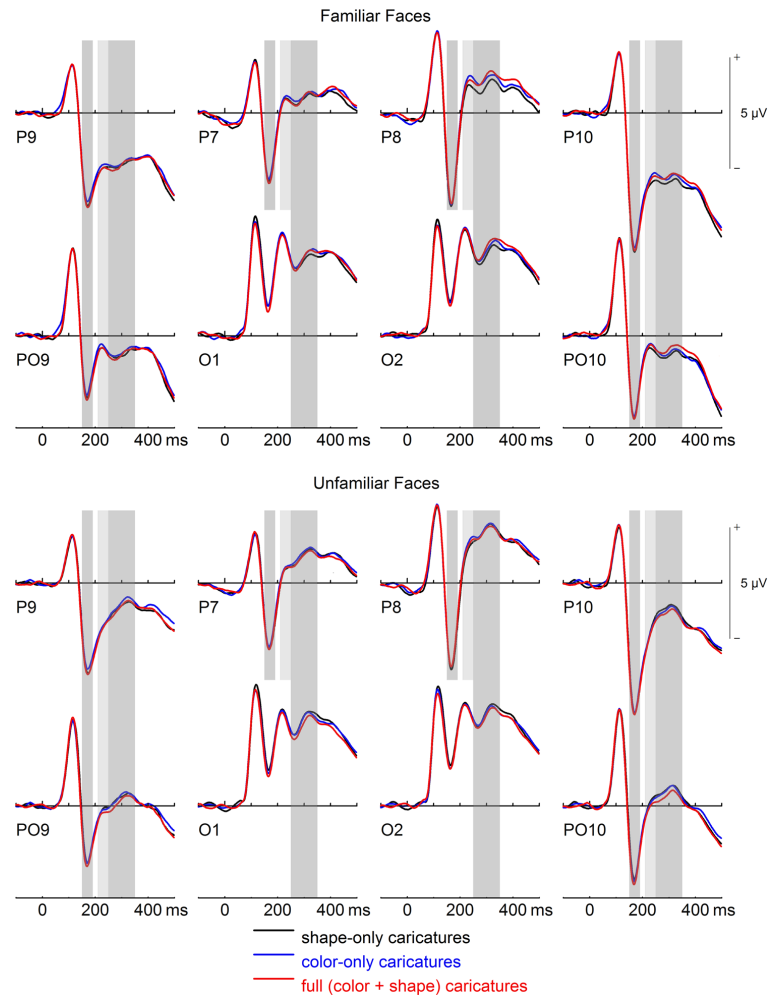 Familiar Faces
+
5 µV
−
P9
P7
P8
P10
PO9
O1
O2
PO10
0 200 400 ms
0 200 400 ms
0 200 400 ms
0 200 400 ms
Unfamiliar Faces
+
5 µV
−
P9
P7
P8
P10
PO9
O1
O2
PO10
0 200 400 ms
0 200 400 ms
0 200 400 ms
0 200 400 ms
shape-only caricatures
color-only caricatures
full (color + shape) caricatures